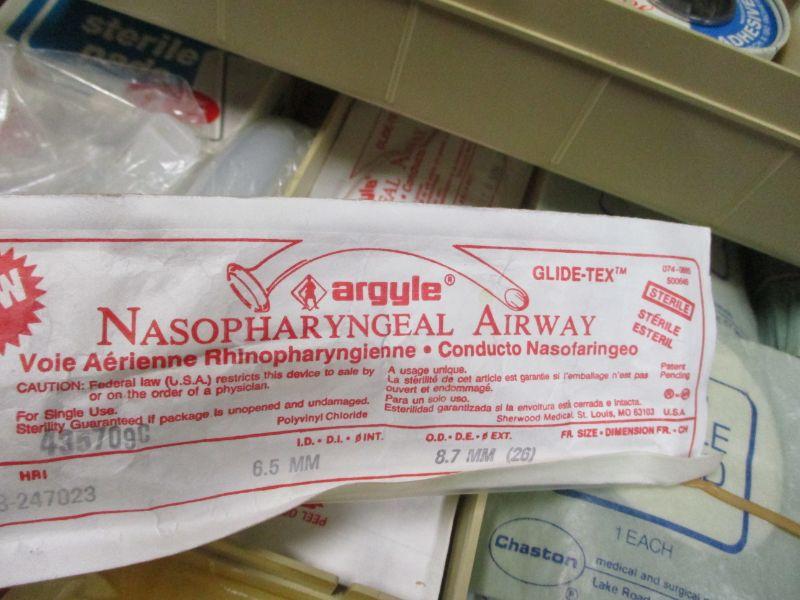 sterile
ADHESIVE
W
argyle®
GLIDE-TEX™
S00646
STERILE
STÉRILE
ESTERIL
NASOPHARYNGEAL AIRWAY
Voie Aérienne Rhinopharyngienne • Conducto Nasofaringeo
CAUTION: Federal law (U.S.A.) restricts this device to sale by
or on the order of a physician.
For Single Use.
Sterility Guaranteed if package is unopened and undamaged.
Polyvinyl Chloride
A usage unique.
La stérilité de cet article est garantie si l'emballage n'est pas
ouvert et endommagé.
Para un solo uso.
Esterilidad garantizada si la envoltura está cerrada e intacta.
Sherwood Medical, St. Louis, MO 63103 U.S.A.
Patent
Pending
435709C
I.D. • D.I. • ØINT.
O.D. • D.E. • Ø EXT.
FR. SIZE • DIMENSION FR. • CH
HRI
6.5 MM
8.7 MM (26)
-247023
PEEL
1 EACH
Chaston
medical and surgical
Lake Road